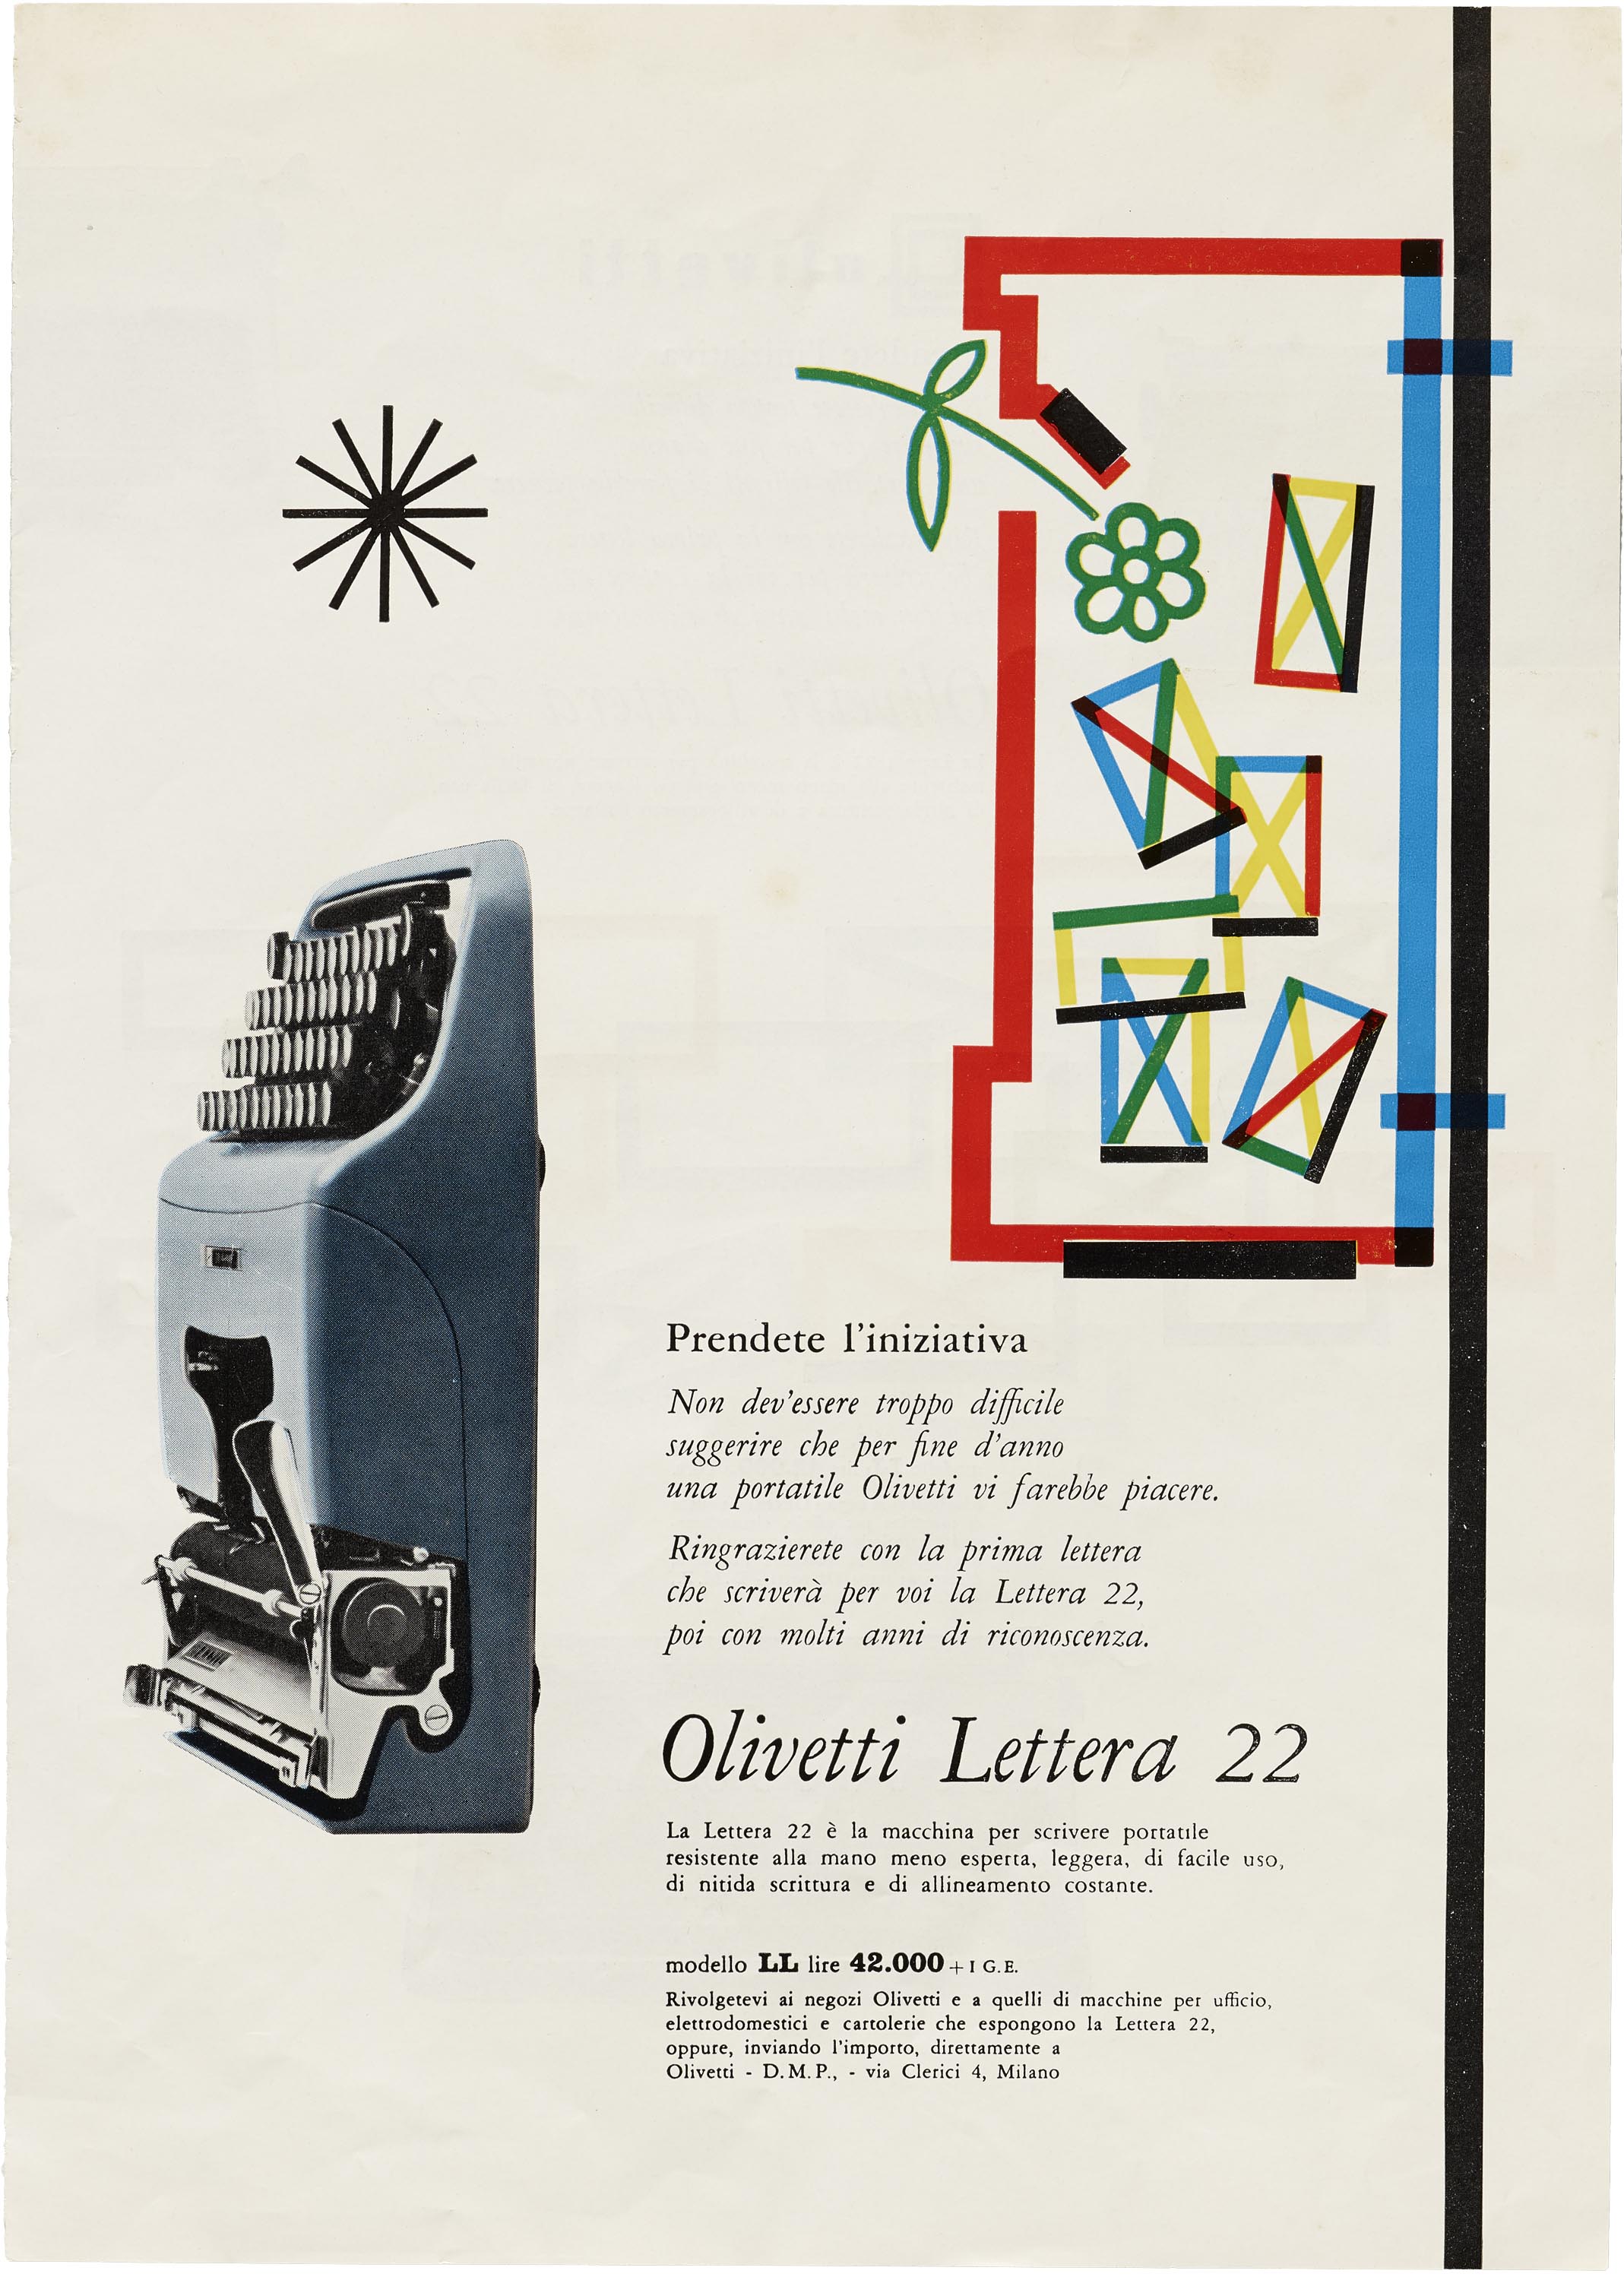 Prendete l'iniziativa
Non dev'essere troppo difficile
suggerire che per fine d'anno
una portatile Olivetti vi farebbe piacere.
Ringrazierete con la prima lettera
che scriverà per voi la Lettera 22,
poi con molti anni di riconoscenza.
Olivetti Lettera 22
La Lettera 22 è la macchina per scrivere portatile
resistente alla mano meno esperta, leggera, di facile uso,
di nitida scrittura e di allineamento costante.
modello LL lire 42.000 + I G.E.
Rivolgetevi ai negozi Olivetti e a quelli di macchine per ufficio,
elettrodomestici e cartolerie che espongono la Lettera 22,
oppure, inviando l'importo, direttamente a
Olivetti - D.M.P., - via Clerici 4, Milano